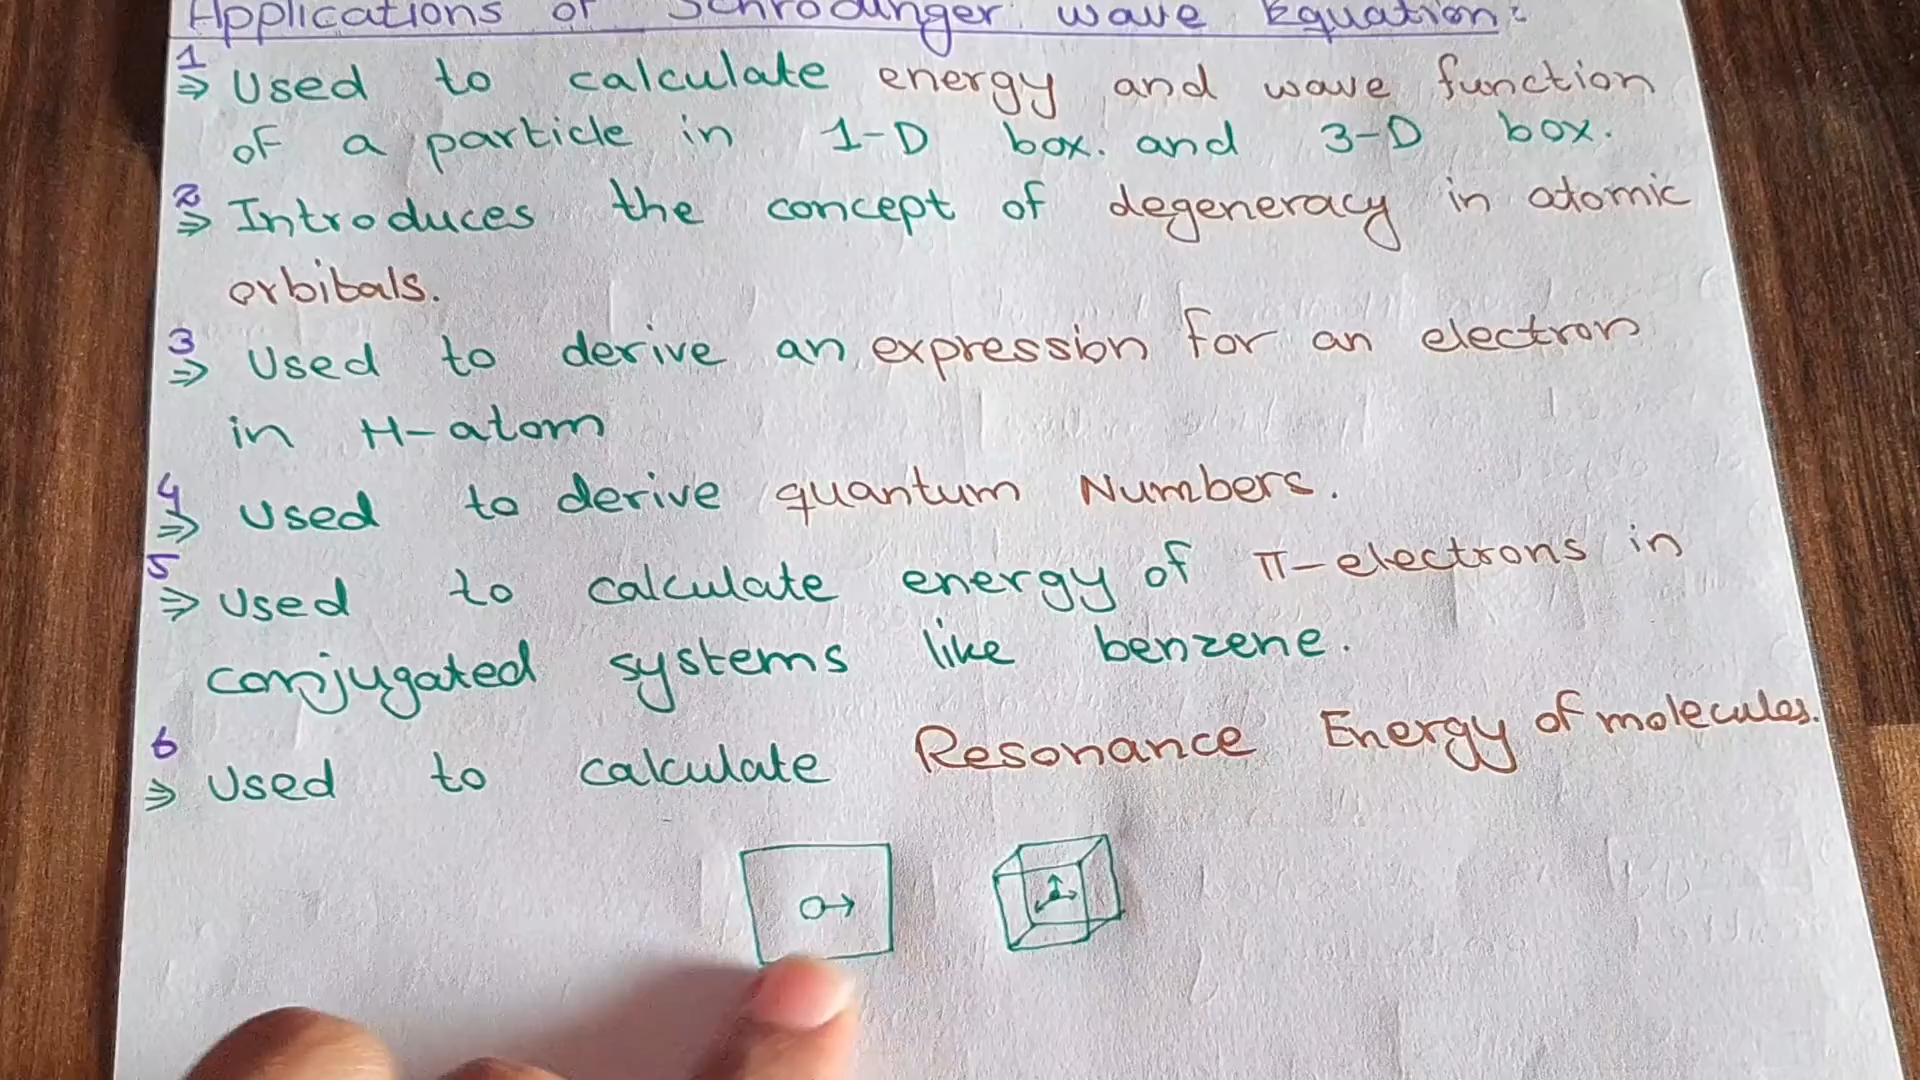 Applications of Schrodinger wave Equation:
1
⇒ Used to calculate energy and wave function
of a particle in 1-D box. and 3-D box.
2
⇒ Introduces the concept of degeneracy in atomic
orbitals.
3
⇒ Used to derive an expression for an electron
in H-atom
4
⇒ Used to derive quantum Numbers.
5
⇒ Used to calculate energy of π-electrons in
conjugated systems like benzene.
6
⇒ Used to calculate Resonance Energy of molecules.